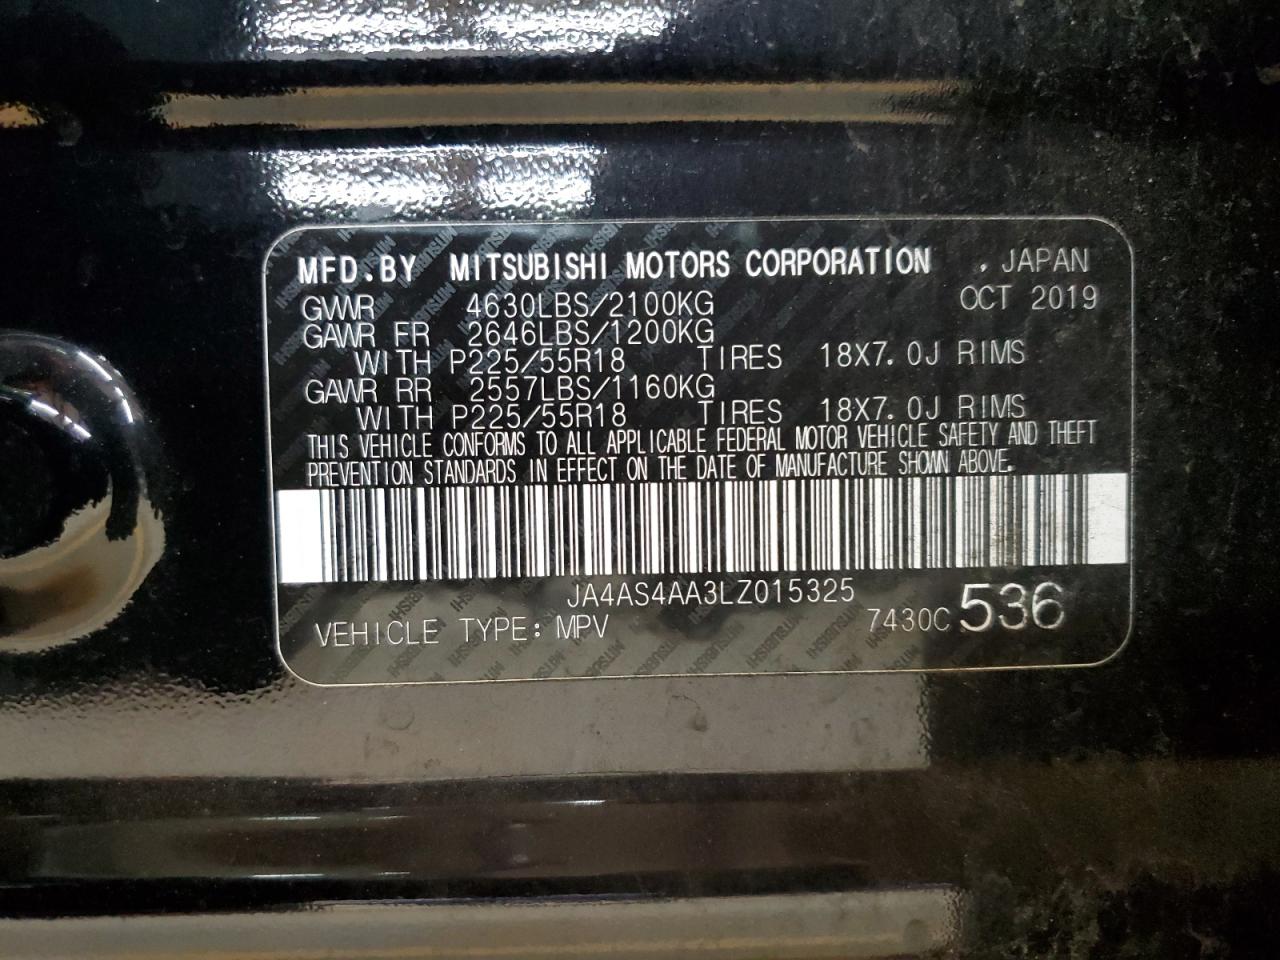 MFD.BY MITSUBISHI MOTORS CORPORATION , JAPAN
GVWR 4630LBS/2100KG OCT 2019
GAWR FR 2646LBS/1200KG
WITH P225/55R18 TIRES 18X7.0J RIMS
GAWR RR 2557LBS/1160KG
WITH P225/55R18 TIRES 18X7.0J RIMS
THIS VEHICLE CONFORMS TO ALL APPLICABLE FEDERAL MOTOR VEHICLE SAFETY AND THEFT
PREVENTION STANDARDS IN EFFECT ON THE DATE OF MANUFACTURE SHOWN ABOVE.
JA4AS4AA3LZ015325
VEHICLE TYPE: MPV 7430C 536